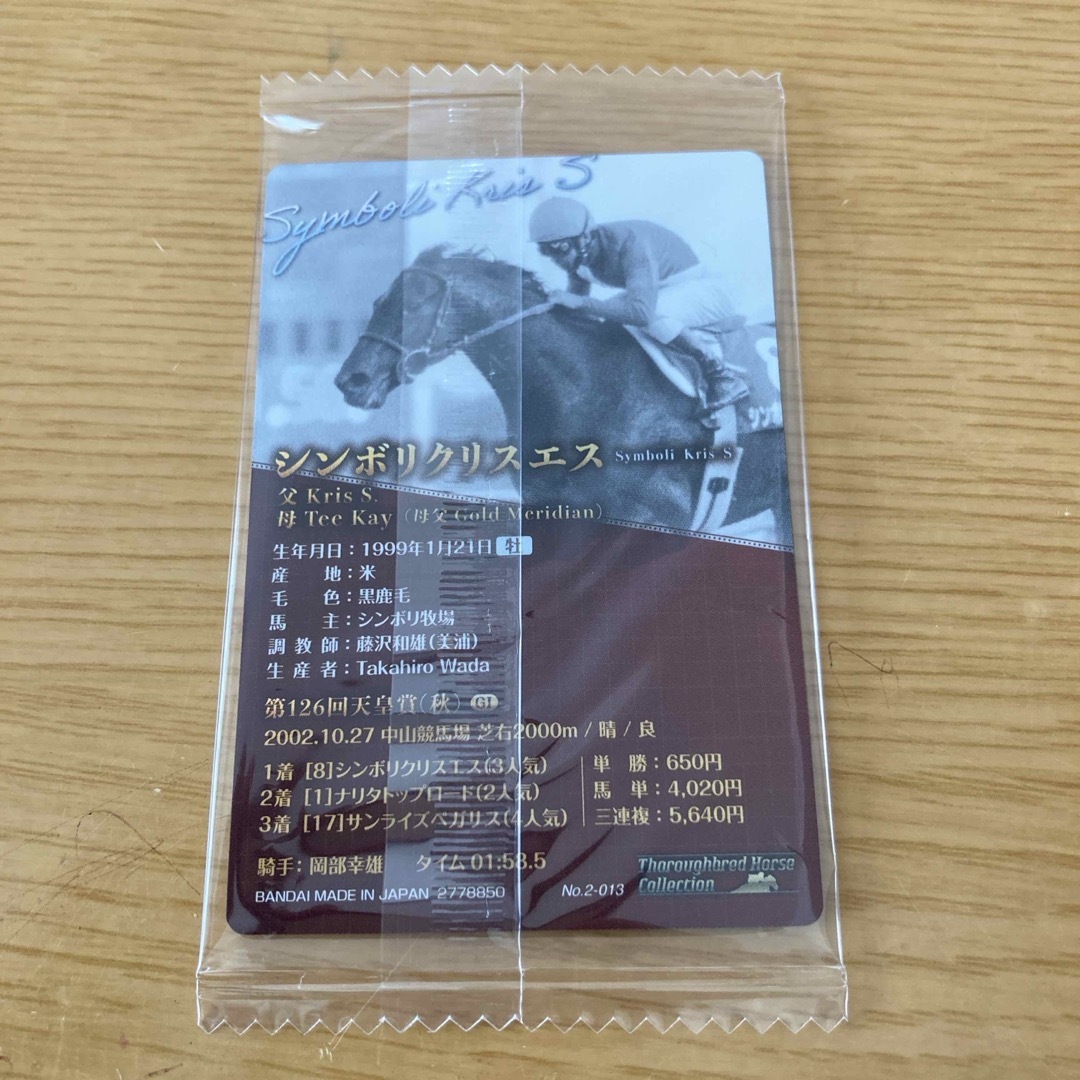 Symboli Kris S
シンボリクリスエス Symboli Kris S
父 Kris S.
母 Tee Kay（母父 Gold Meridian）
生年月日：1999年1月21日 牡
産地：米
毛色：黒鹿毛
馬主：シンボリ牧場
調教師：藤沢和雄（美浦）
生産者：Takahiro Wada
第126回天皇賞（秋） GI
2002.10.27 中山競馬場 芝右2000m / 晴 / 良
1着 [8]シンボリクリスエス（3人気） 単勝：650円
2着 [1]ナリタトップロード（2人気） 馬単：4,020円
3着 [17]サンライズペガサス（4人気） 三連複：5,640円
騎手：岡部幸雄 タイム 01:58.5
BANDAI MADE IN JAPAN 2778850 No.2-013
Thoroughbred Horse
Collection